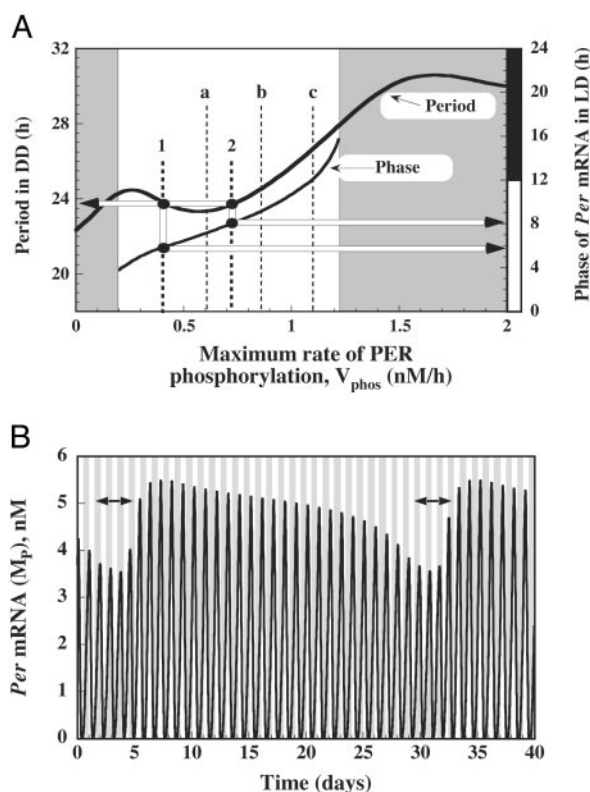 A
32
28
24
20
Period in DD (h)
a b c
1 2
Period
Phase
24
20
16
12
8
4
0
Phase of Per mRNA in LD (h)
0 0.5 1 1.5 2
Maximum rate of PER
phosphorylation, Vphos (nM/h)
B
6
5
4
3
2
1
0
Per mRNA (Mp), nM
0 5 10 15 20 25 30 35 40
Time (days)